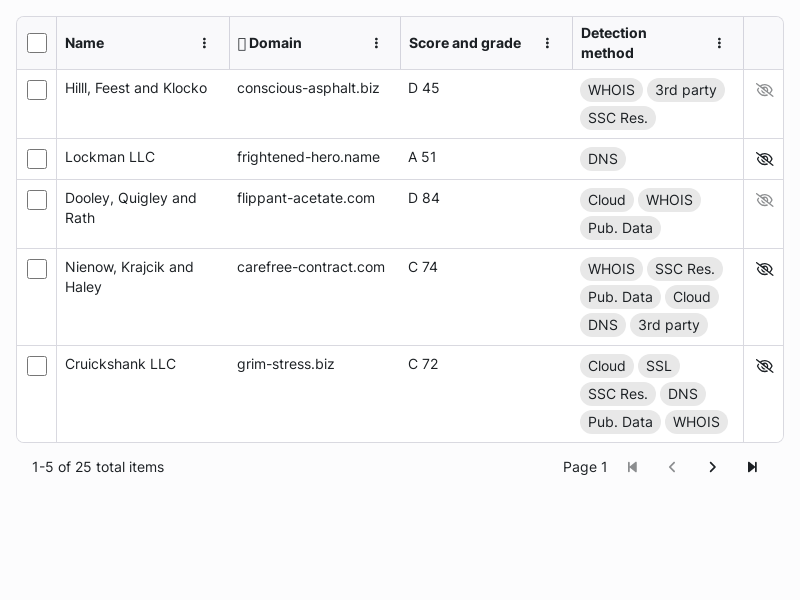 Name Domain Score and grade Detection method
Hilll, Feest and Klocko conscious-asphalt.biz D 45 WHOIS 3rd party
SSC Res.
Lockman LLC frightened-hero.name A 51 DNS
Dooley, Quigley and Rath flippant-acetate.com D 84 Cloud WHOIS
Pub. Data
Nienow, Krajcik and Haley carefree-contract.com C 74 WHOIS SSC Res.
Pub. Data Cloud
DNS 3rd party
Cruickshank LLC grim-stress.biz C 72 Cloud SSL
SSC Res. DNS
Pub. Data WHOIS
1-5 of 25 total items Page 1